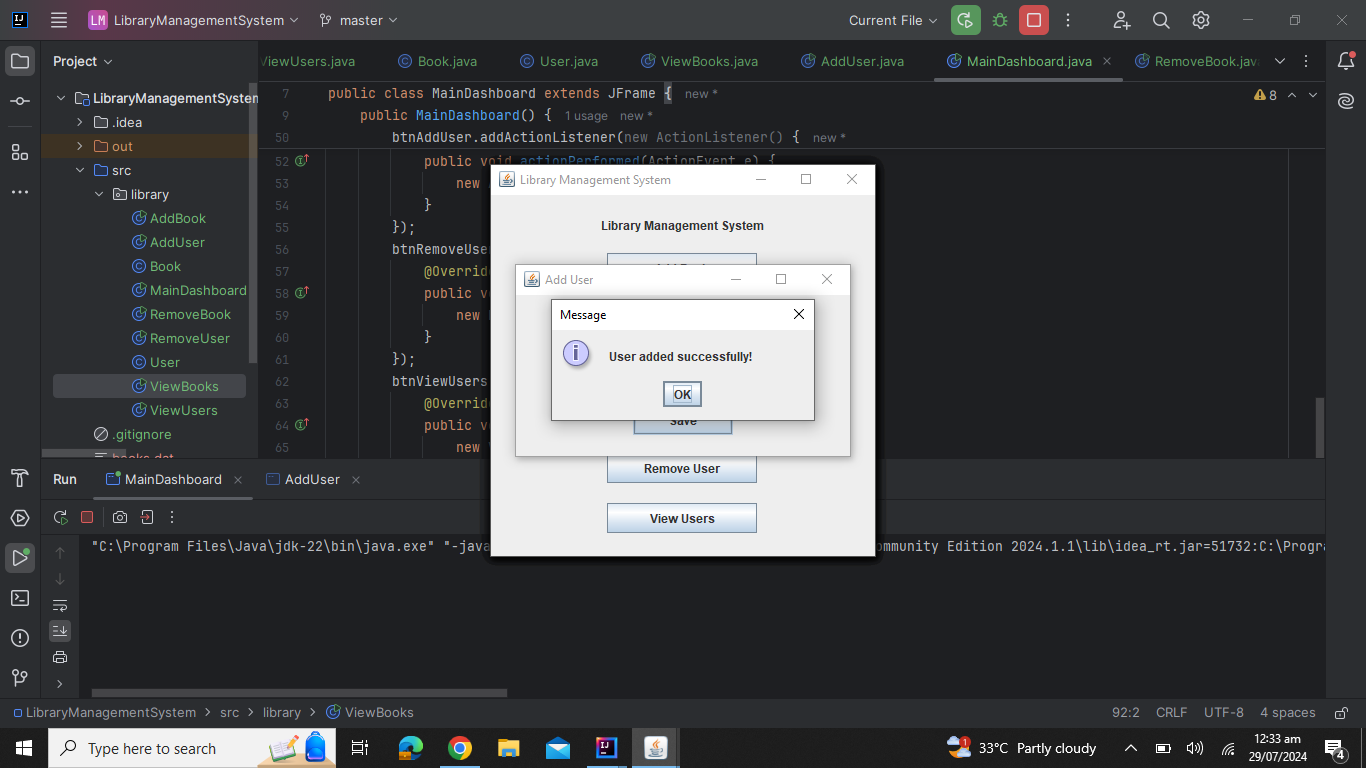 LM LibraryManagementSystem master Current File
Project
ViewUsers.java Book.java User.java ViewBooks.java AddUser.java MainDashboard.java RemoveBook.java
LibraryManagementSystem
.idea
out
src
library
AddBook
AddUser
Book
MainDashboard
RemoveBook
RemoveUser
User
ViewBooks
ViewUsers
.gitignore
books.dat
7 public class MainDashboard extends JFrame { new *
8
9 public MainDashboard() { 1 usage new *
50 btnAddUser.addActionListener(new ActionListener() { new *
52 public void actionPerformed(ActionEvent e) {
53 new
54 }
55 });
56 btnRemoveUse
57 @Override
58 public v
59 new
60 }
61 });
62 btnViewUsers
63 @Override
64 public v
65 new
Library Management System
Library Management System
Add User
Message
User added successfully!
OK
Save
Remove User
View Users
Run MainDashboard AddUser
"C:\Program Files\Java\jdk-22\bin\java.exe" "-java
ommunity Edition 2024.1.1\lib\idea_rt.jar=51732:C:\Progra
LibraryManagementSystem > src > library > ViewBooks 92:2 CRLF UTF-8 4 spaces
Type here to search
33°C Partly cloudy
12:33 am
29/07/2024
4